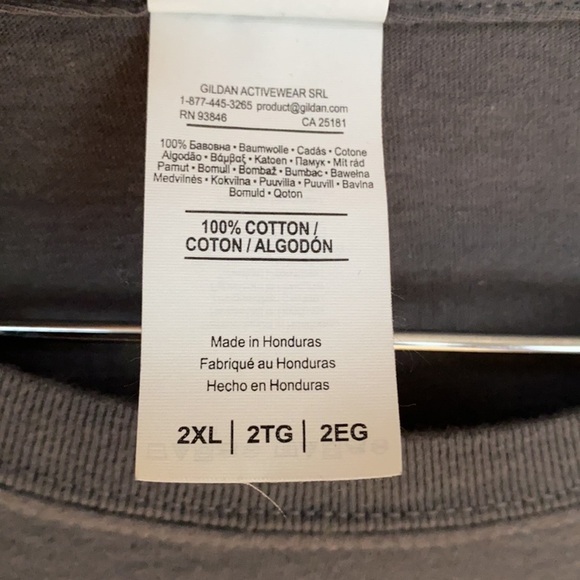 GILDAN ACTIVEWEAR SRL
1-877-445-3265 product@gildan.com
RN 93846 CA 25181
100% Бавовна • Baumwolle • Cadás • Cotone
Algodão • Βάμβαξ • Katoen • Памук • Mit rád
Pamut • Bomull • Bombaž • Bumbac • Bawełna
Medvilnės • Kokvilna • Puuvilla • Puuvill • Bavlna
Bomuld • Qoton
100% COTTON /
COTON / ALGODÓN
Made in Honduras
Fabriqué au Honduras
Hecho en Honduras
2XL | 2TG | 2EG